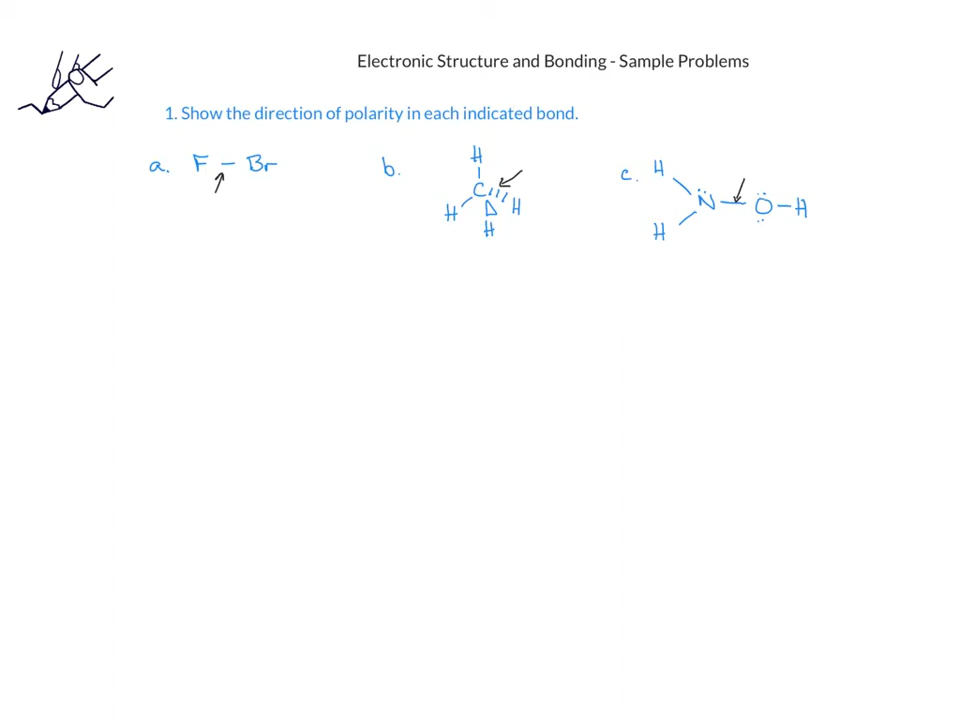 Electronic Structure and Bonding - Sample Problems
1. Show the direction of polarity in each indicated bond.
a. F - Br
b.
H
C
H H
H
c. H
N - O - H
H